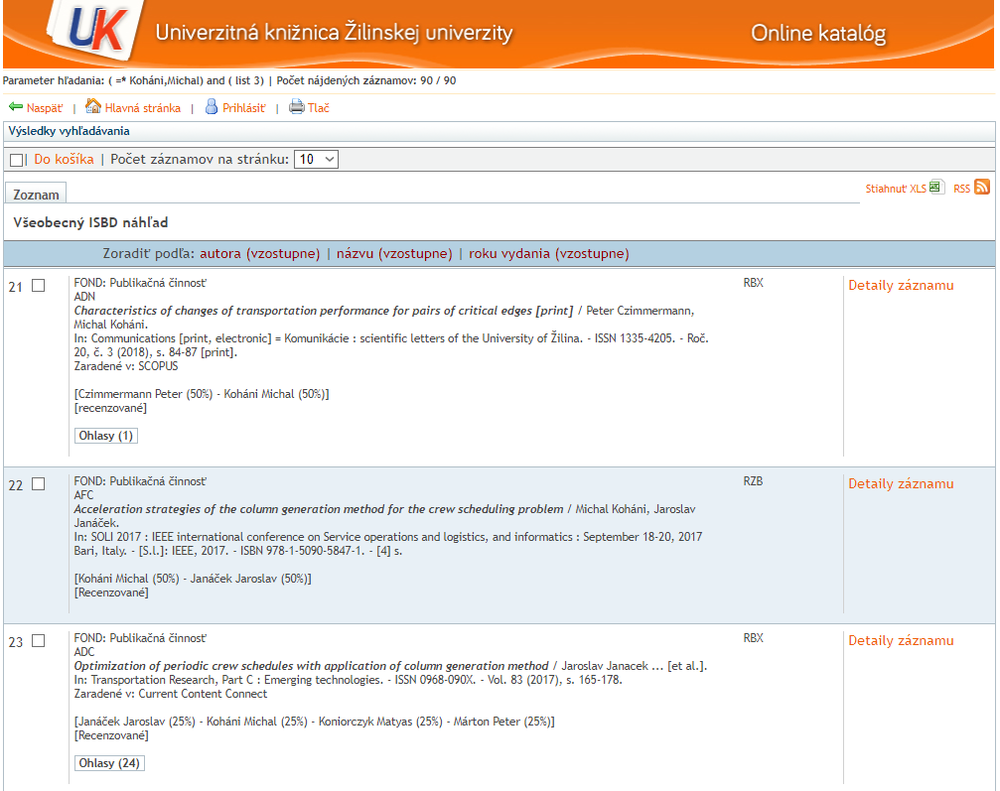 UK Univerzitná knižnica Žilinskej univerzity Online katalóg
Parameter hľadania: ( =* Koháni,Michal) and ( list 3) | Počet nájdených záznamov: 90 / 90
Naspäť | Hlavná stránka | Prihlásiť | Tlač
Výsledky vyhľadávania
| Do košíka | Počet záznamov na stránku: 10
Stiahnuť XLS RSS
Zoznam
Všeobecný ISBD náhľad
Zoradiť podľa: autora (vzostupne) | názvu (vzostupne) | roku vydania (vzostupne)
21 FOND: Publikačná činnosť RBX Detaily záznamu
ADN
Characteristics of changes of transportation performance for pairs of critical edges [print] / Peter Czimmermann,
Michal Koháni.
In: Communications [print, electronic] = Komunikácie : scientific letters of the University of Žilina. - ISSN 1335-4205. - Roč.
20, č. 3 (2018), s. 84-87 [print].
Zaradené v: SCOPUS
[Czimmermann Peter (50%) - Koháni Michal (50%)]
[recenzované]
Ohlasy (1)
22 FOND: Publikačná činnosť RZB Detaily záznamu
AFC
Acceleration strategies of the column generation method for the crew scheduling problem / Michal Koháni, Jaroslav
Janáček.
In: SOLI 2017 : IEEE international conference on Service operations and logistics, and informatics : September 18-20, 2017
Bari, Italy. - [S.l.]: IEEE, 2017. - ISBN 978-1-5090-5847-1. - [4] s.
[Koháni Michal (50%) - Janáček Jaroslav (50%)]
[Recenzované]
23 FOND: Publikačná činnosť RBX Detaily záznamu
ADC
Optimization of periodic crew schedules with application of column generation method / Jaroslav Janacek ... [et al.].
In: Transportation Research, Part C : Emerging technologies. - ISSN 0968-090X. - Vol. 83 (2017), s. 165-178.
Zaradené v: Current Content Connect
[Janáček Jaroslav (25%) - Koháni Michal (25%) - Koniorczyk Matyas (25%) - Márton Peter (25%)]
[Recenzované]
Ohlasy (24)